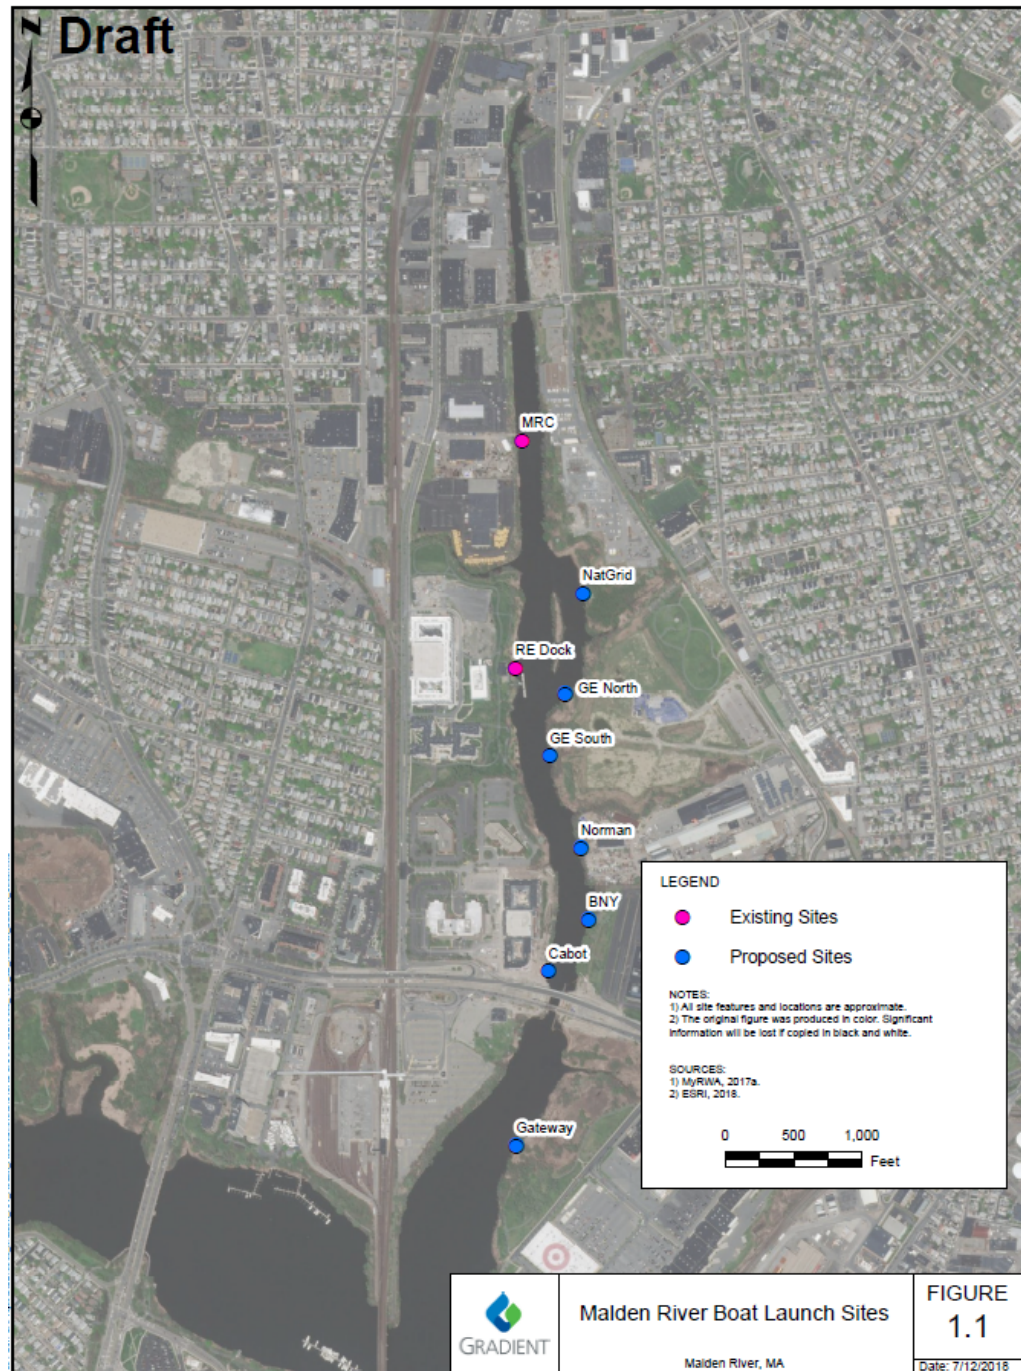 N
Draft
MRC
NatGrid
RE Dock
GE North
GE South
Norman
BNY
Cabot
Gateway
LEGEND
Existing Sites
Proposed Sites
NOTES:
1) All site features and locations are approximate.
2) The original figure was produced in color. Significant
information will be lost if copied in black and white.
SOURCES:
1) MyRWA, 2017a.
2) ESRI, 2018.
0 500 1,000
Feet
GRADIENT
Malden River Boat Launch Sites
Malden River, MA
FIGURE
1.1
Date: 7/12/2018